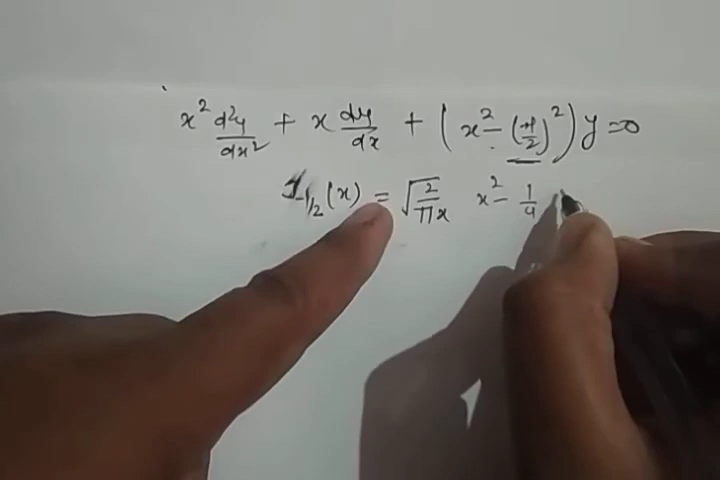 x² d²y/dx² + x dy/dx + (x² - (-1/2)²) y = 0
J-1/2 (x) = √(2/πx) x² - 1/4